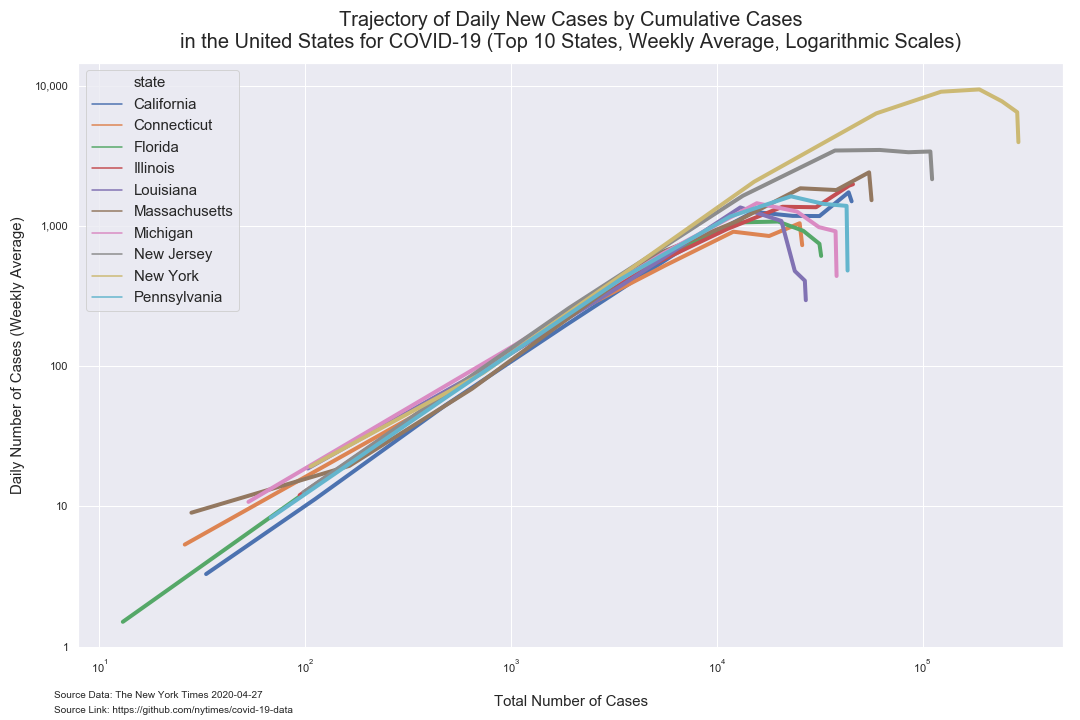 Trajectory of Daily New Cases by Cumulative Cases
in the United States for COVID-19 (Top 10 States, Weekly Average, Logarithmic Scales)
state
California
Connecticut
Florida
Illinois
Louisiana
Massachusetts
Michigan
New Jersey
New York
Pennsylvania
Daily Number of Cases (Weekly Average)
10,000
1,000
100
10
1
10¹ 10² 10³ 10⁴ 10⁵
Total Number of Cases
Source Data: The New York Times 2020-04-27
Source Link: https://github.com/nytimes/covid-19-data